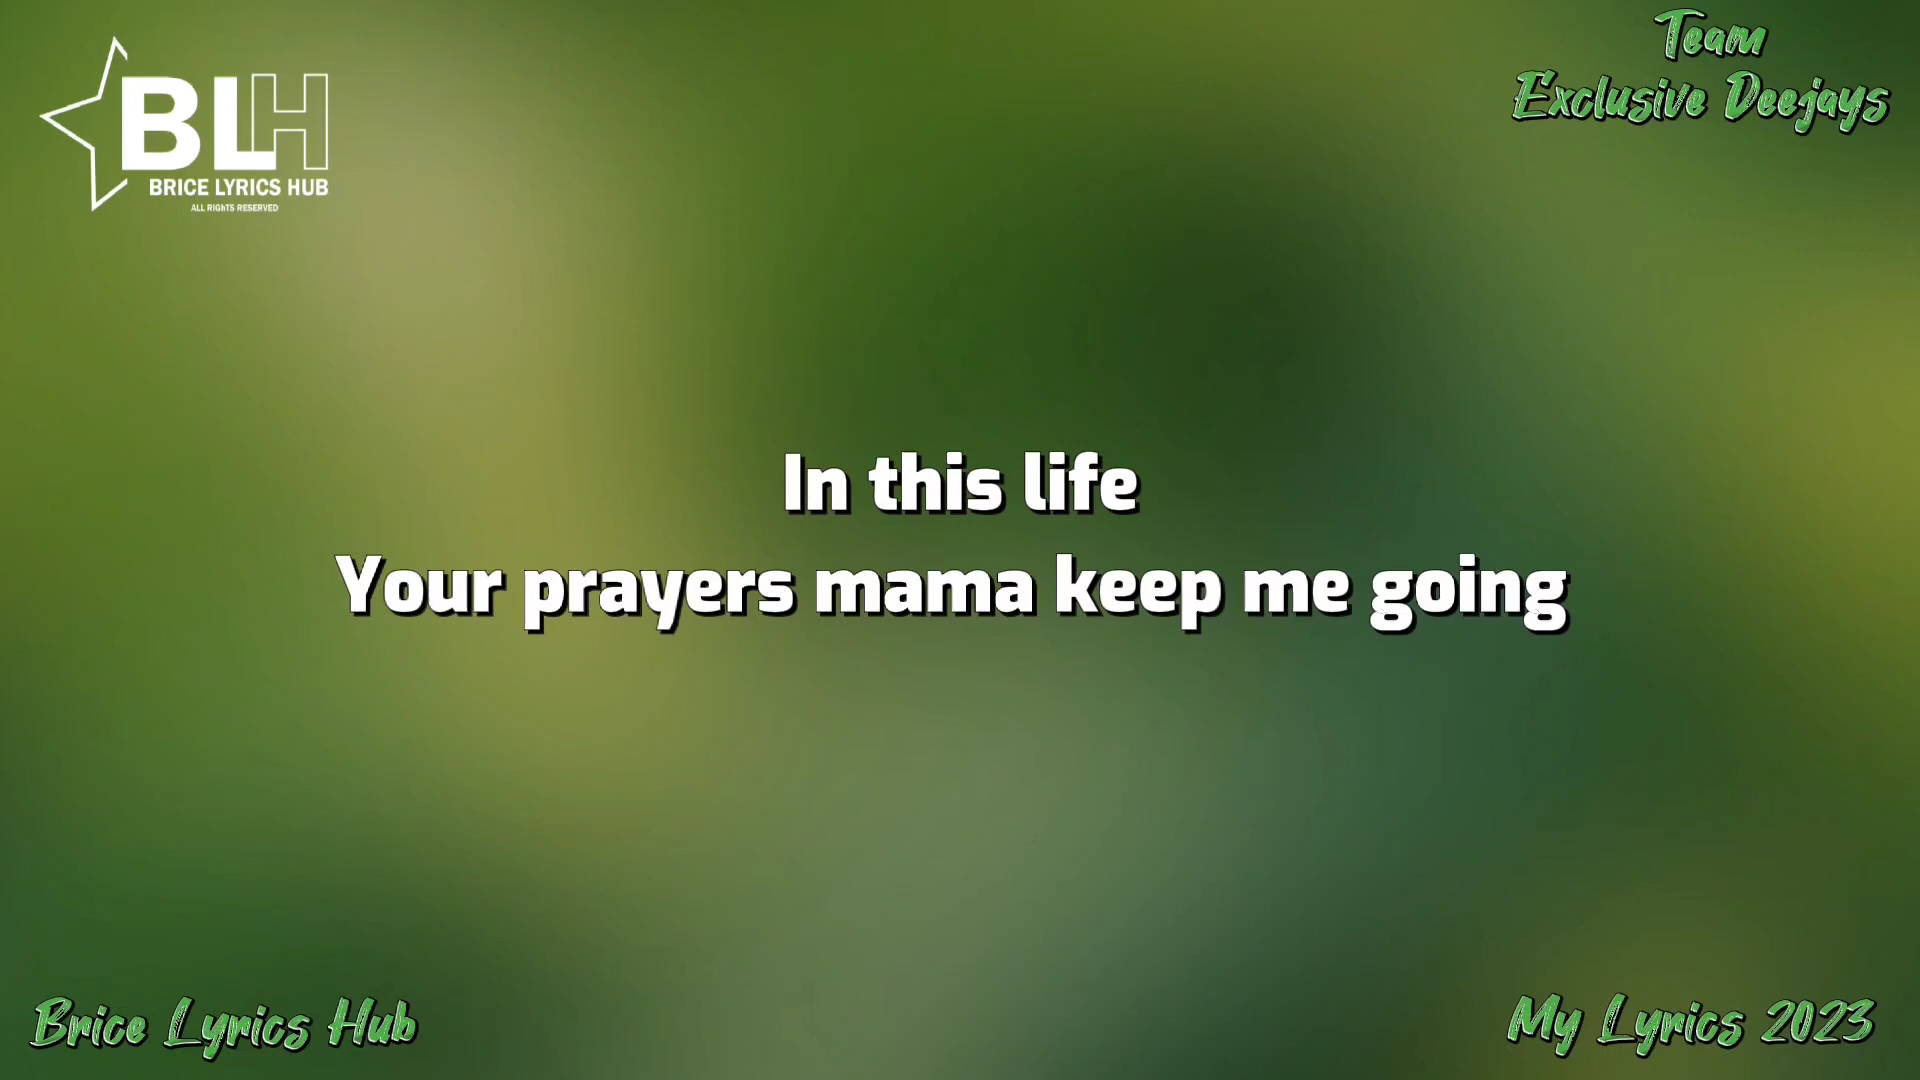 BLH
BRICE LYRICS HUB
ALL RIGHTS RESERVED
Team
Exclusive Deejays
In this life
Your prayers mama keep me going
Brice Lyrics Hub
My Lyrics 2023